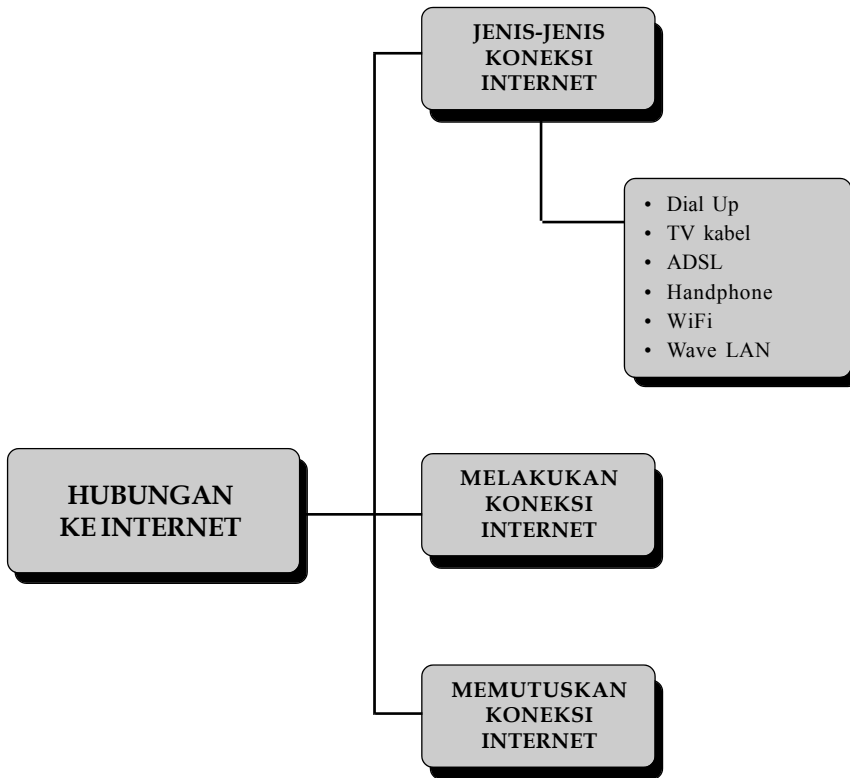 JENIS-JENIS
KONEKSI
INTERNET
• Dial Up
• TV kabel
• ADSL
• Handphone
• WiFi
• Wave LAN
HUBUNGAN
KE INTERNET
MELAKUKAN
KONEKSI
INTERNET
MEMUTUSKAN
KONEKSI
INTERNET